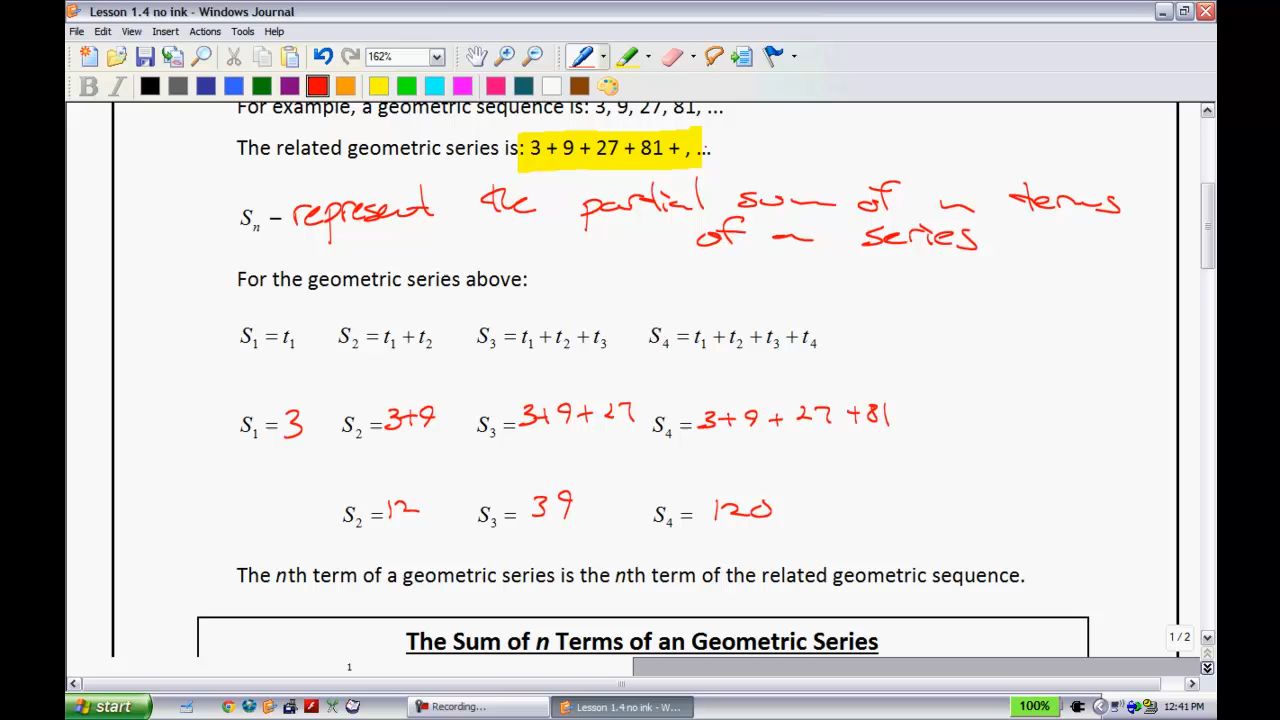 Lesson 1.4 no ink - Windows Journal
File Edit View Insert Actions Tools Help
162%
B I
For example, a geometric sequence is: 3, 9, 27, 81, ...
The related geometric series is: 3 + 9 + 27 + 81 + , ...
Sₙ – represent the partial sum of n terms
of a series
For the geometric series above:
S₁ = t₁ S₂ = t₁ + t₂ S₃ = t₁ + t₂ + t₃ S₄ = t₁ + t₂ + t₃ + t₄
S₁ = 3 S₂ = 3+9 S₃ = 3+9+27 S₄ = 3+9+27+81
S₂ = 12 S₃ = 39 S₄ = 120
The nth term of a geometric series is the nth term of the related geometric sequence.
The Sum of n Terms of an Geometric Series
1 / 2
1
start Recording... Lesson 1.4 no ink - W... 100% 12:41 PM